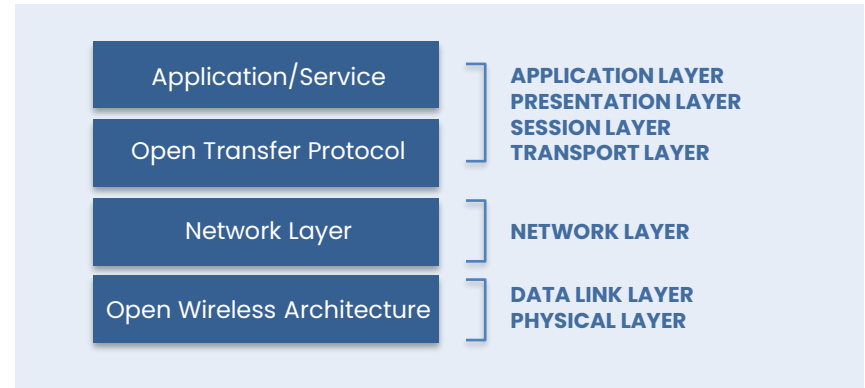 Application/Service
Open Transfer Protocol
APPLICATION LAYER
PRESENTATION LAYER
SESSION LAYER
TRANSPORT LAYER
Network Layer
NETWORK LAYER
Open Wireless Architecture
DATA LINK LAYER
PHYSICAL LAYER